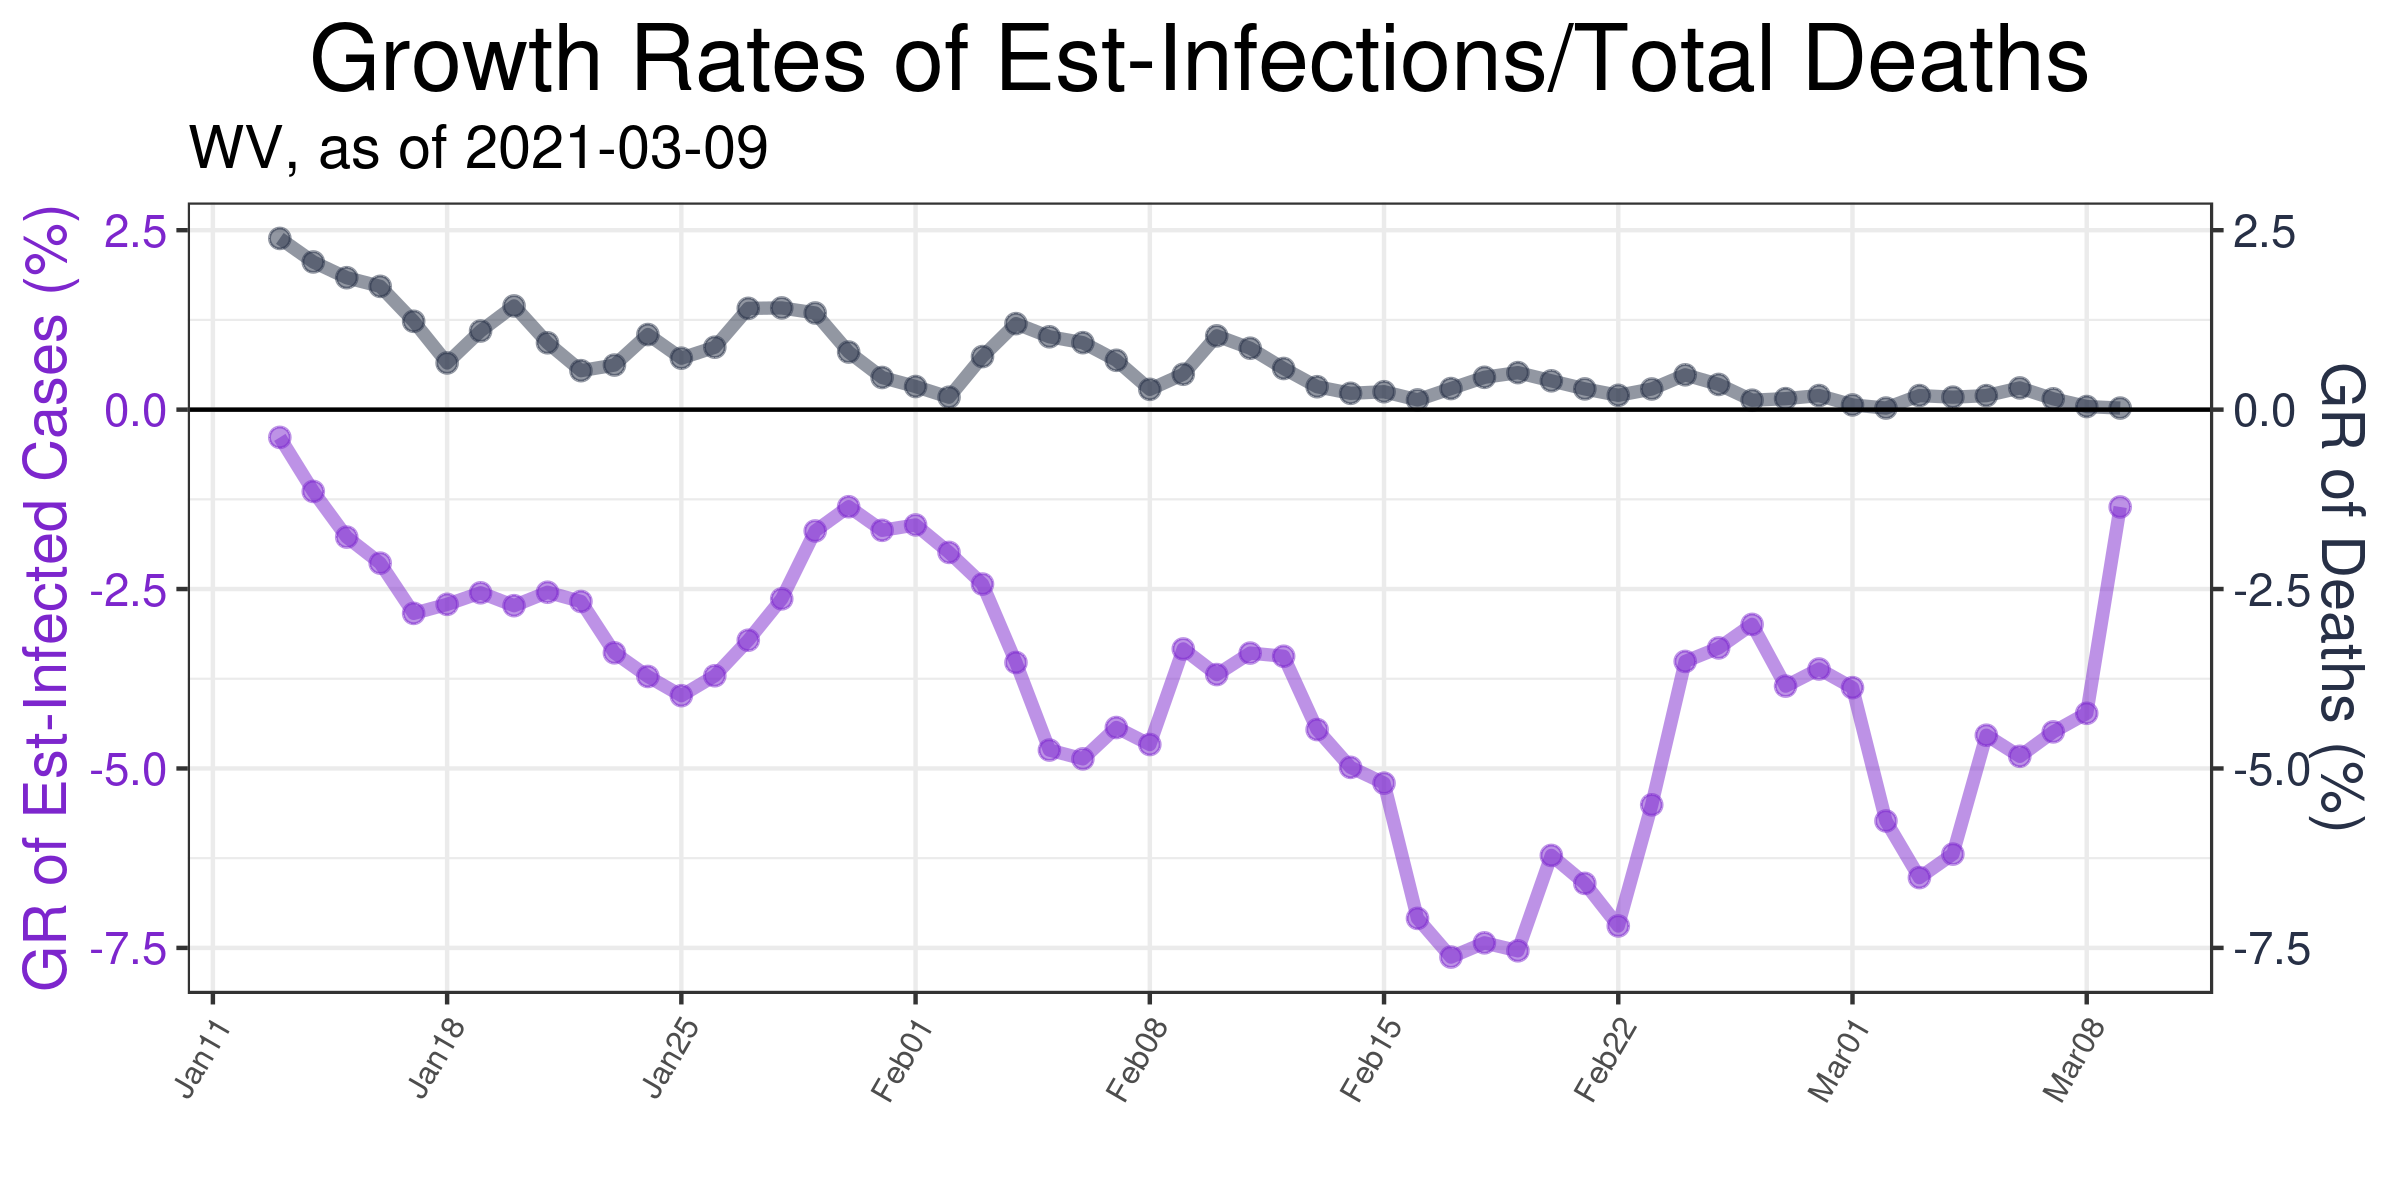 Growth Rates of Est-Infections/Total Deaths
WV, as of 2021-03-09
GR of Est-Infected Cases (%)
2.5
0.0
-2.5
-5.0
-7.5
2.5
0.0
-2.5
-5.0
-7.5
GR of Deaths (%)
Jan11
Jan18
Jan25
Feb01
Feb08
Feb15
Feb22
Mar01
Mar08